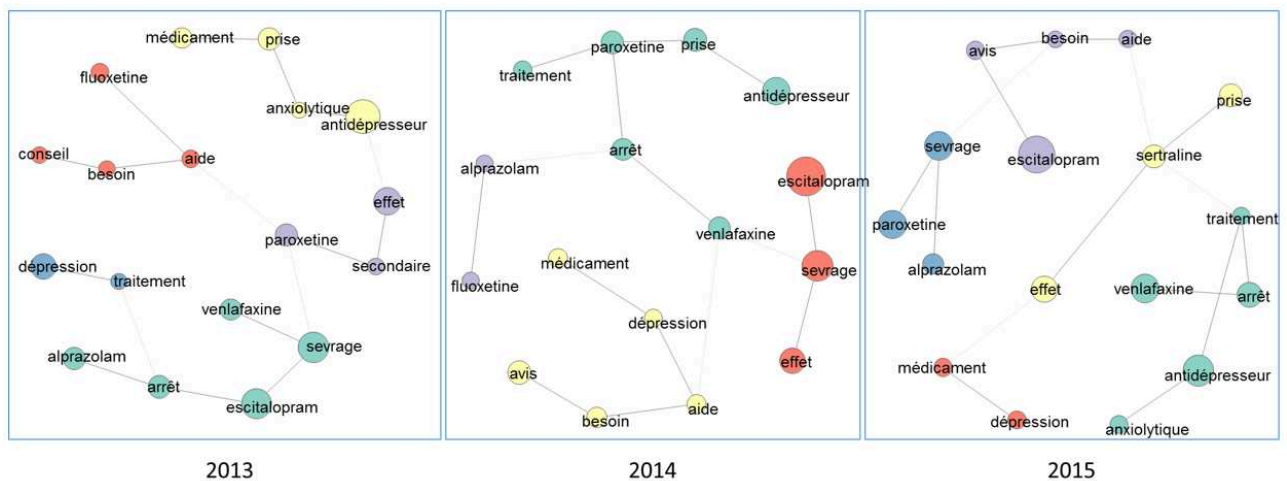 médicament
prise
fluoxetine
anxiolytique
antidépresseur
conseil
besoin
aide
effet
paroxetine
secondaire
dépression
traitement
venlafaxine
sevrage
alprazolam
arrêt
escitalopram
2013
paroxetine
prise
traitement
antidépresseur
arrêt
alprazolam
escitalopram
venlafaxine
médicament
sevrage
fluoxetine
dépression
effet
avis
besoin
aide
2014
avis
besoin
aide
prise
sevrage
escitalopram
sertraline
paroxetine
traitement
alprazolam
effet
venlafaxine
arrêt
médicament
antidépresseur
dépression
anxiolytique
2015